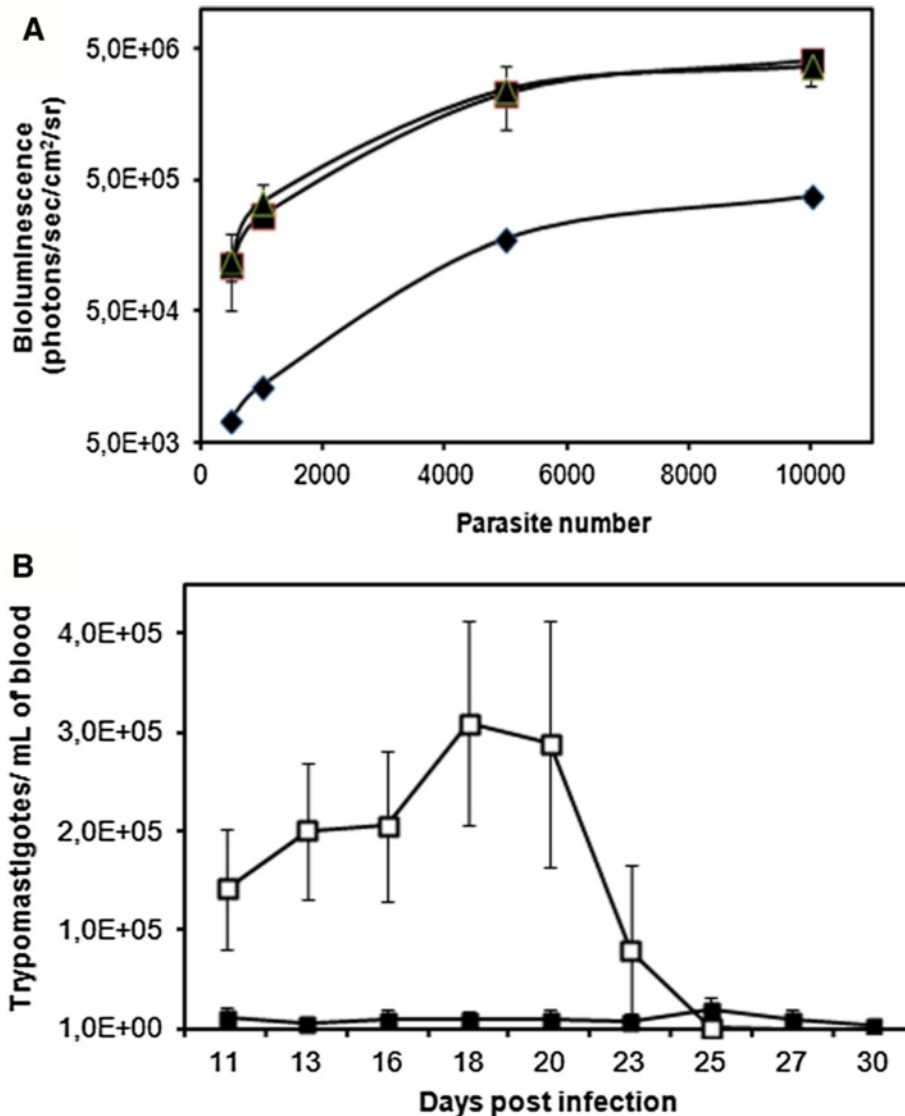 A
Bioluminescence
(photons/sec/cm²/sr)
5,0E+06
5,0E+05
5,0E+04
5,0E+03
0 2000 4000 6000 8000 10000
Parasite number
B
Trypomastigotes/ mL of blood
4,0E+05
3,0E+05
2,0E+05
1,0E+05
1,0E+00
11 13 16 18 20 23 25 27 30
Days post infection